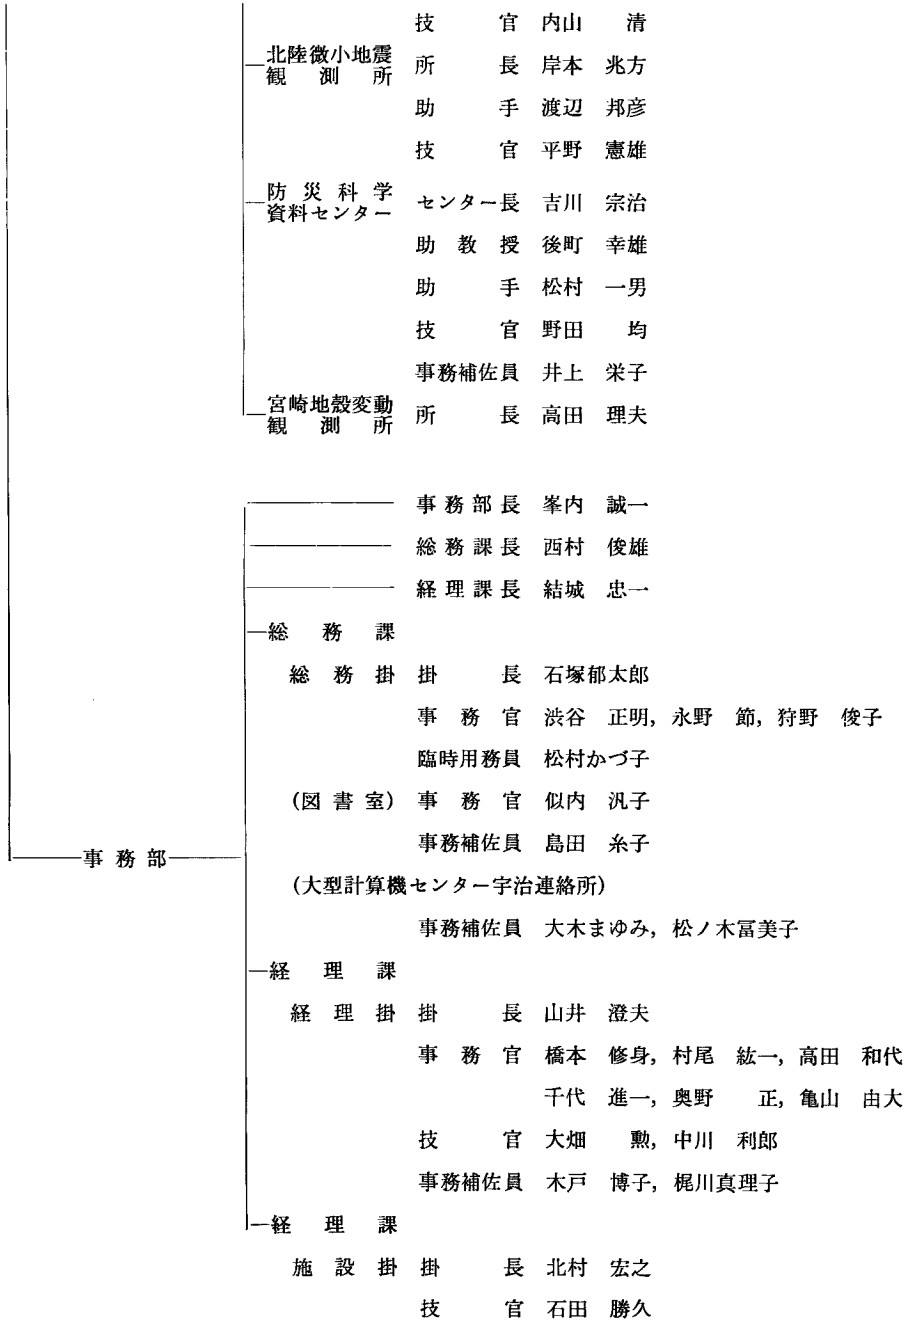 技官 内山 清
北陸微小地震観測所 所長 岸本 兆方
助手 渡辺 邦彦
技官 平野 憲雄
防災科学資料センター センター長 吉川 宗治
助教授 後町 幸雄
助手 松村 一男
技官 野田 均
事務補佐員 井上 栄子
宮崎地殻変動観測所 所長 高田 理夫
事務部長 峯内 誠一
総務課長 西村 俊雄
経理課長 結城 忠一
総務課
総務掛 掛長 石塚郁太郎
事務官 渋谷 正明, 永野 節, 狩野 俊子
臨時用務員 松村かづ子
(図書室) 事務官 似内 汎子
事務補佐員 島田 糸子
事務部
(大型計算機センター宇治連絡所)
事務補佐員 大木まゆみ, 松ノ木冨美子
経理課
経理掛 掛長 山井 澄夫
事務官 橋本 修身, 村尾 紘一, 高田 和代
千代 進一, 奥野 正, 亀山 由大
技官 大畑 勲, 中川 利郎
事務補佐員 木戸 博子, 梶川真理子
経理課
施設掛 掛長 北村 宏之
技官 石田 勝久